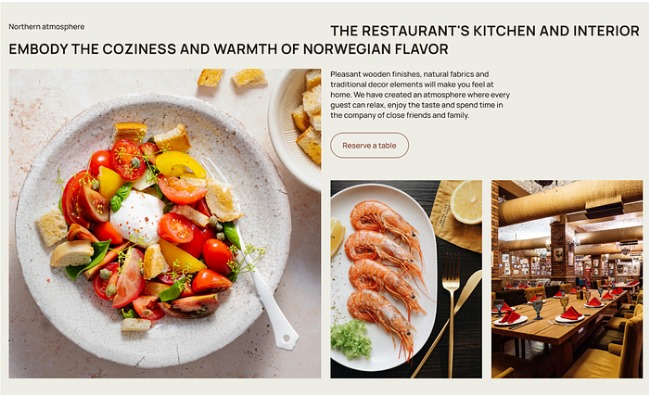 Northern atmosphere
THE RESTAURANT'S KITCHEN AND INTERIOR
EMBODY THE COZINESS AND WARMTH OF NORWEGIAN FLAVOR
Pleasant wooden finishes, natural fabrics and
traditional decor elements will make you feel at
home. We have created an atmosphere where every
guest can relax, enjoy the taste and spend time in
the company of close friends and family.
Reserve a table